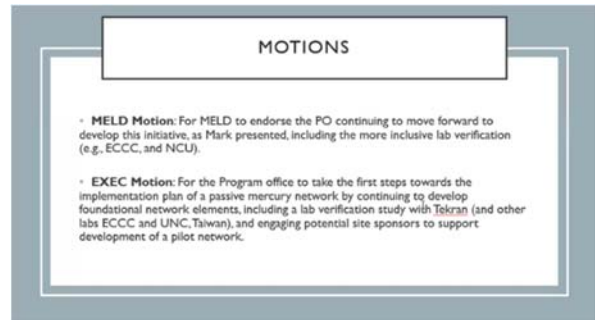 MOTIONS
• MELD Motion: For MELD to endorse the PO continuing to move forward to
develop this initiative, as Mark presented, including the more inclusive lab verification
(e.g., ECCC, and NCU).
• EXEC Motion: For the Program office to take the first steps towards the
implementation plan of a passive mercury network by continuing to develop
foundational network elements, including a lab verification study with Tekran (and other
labs ECCC and UNC, Taiwan), and engaging potential site sponsors to support
development of a pilot network.